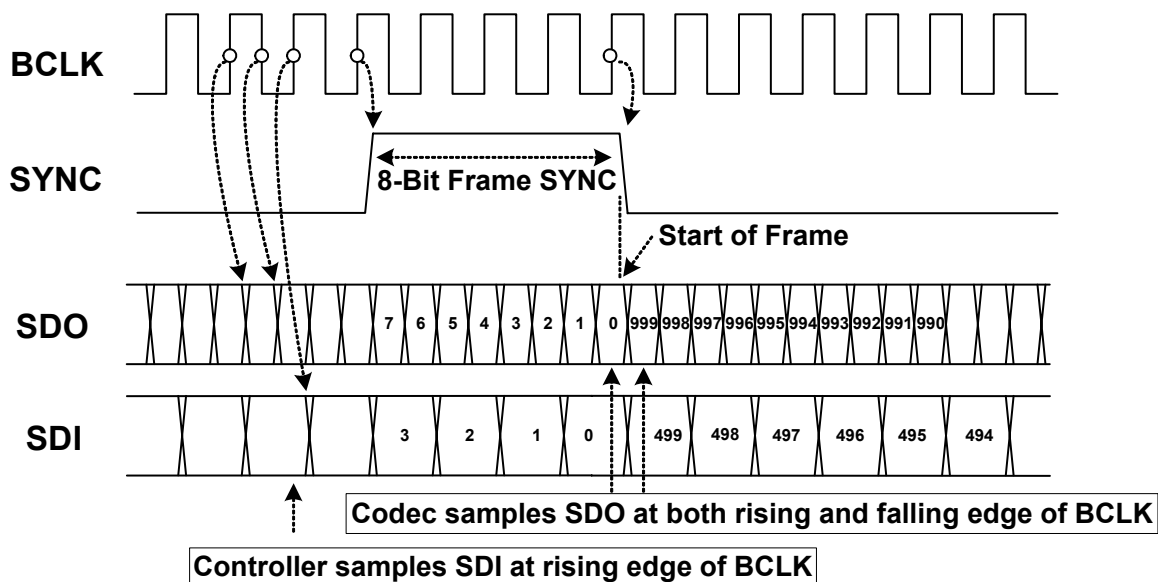 BCLK
SYNC
8-Bit Frame SYNC
Start of Frame
SDO
7 6 5 4 3 2 1 0 999 998 997 996 995 994 993 992 991 990
SDI
3 2 1 0 499 498 497 496 495 494
Codec samples SDO at both rising and falling edge of BCLK
Controller samples SDI at rising edge of BCLK